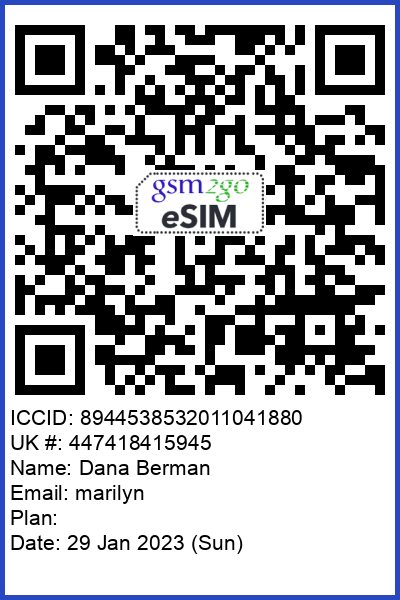 gsm2go
eSIM
ICCID: 8944538532011041880
UK #: 447418415945
Name: Dana Berman
Email: marilyn
Plan:
Date: 29 Jan 2023 (Sun)